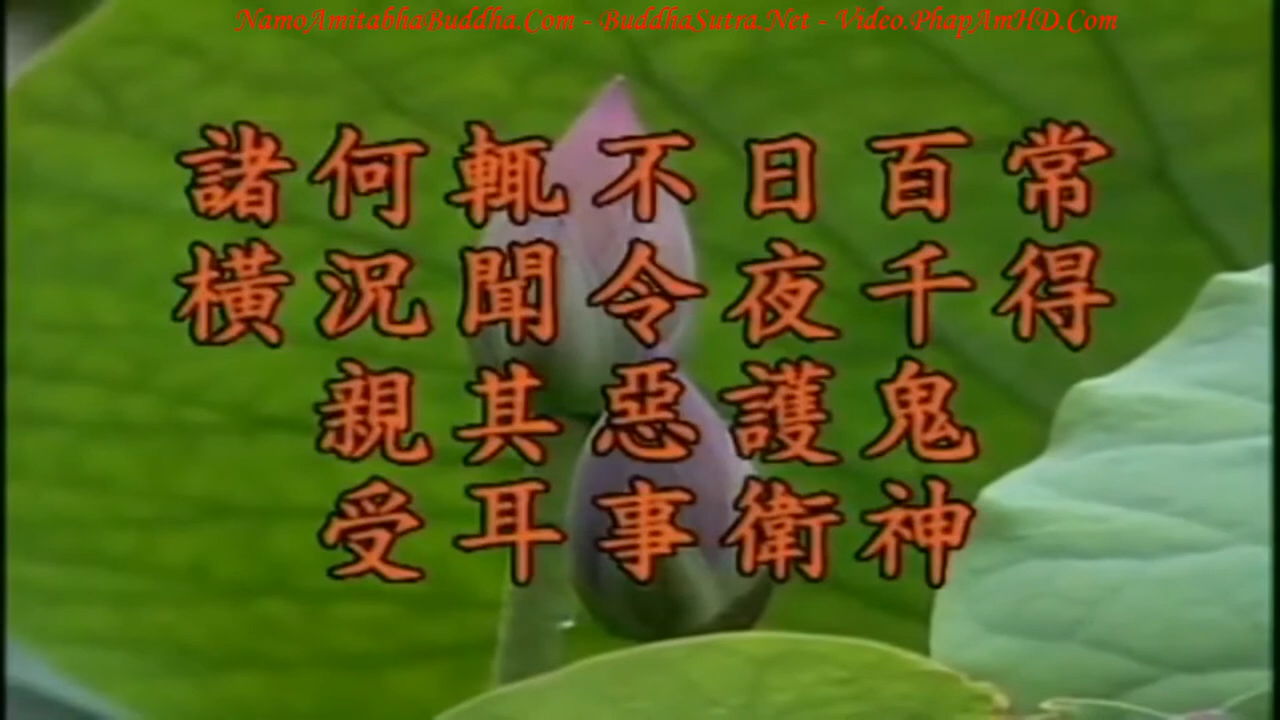 NamoAmitabhaBuddha.Com - BuddhaSutra.Net - Video.PhapAmHD.Com
常得
百千鬼神
日夜護衛
不令惡事
輒聞其耳
何況親受
諸橫